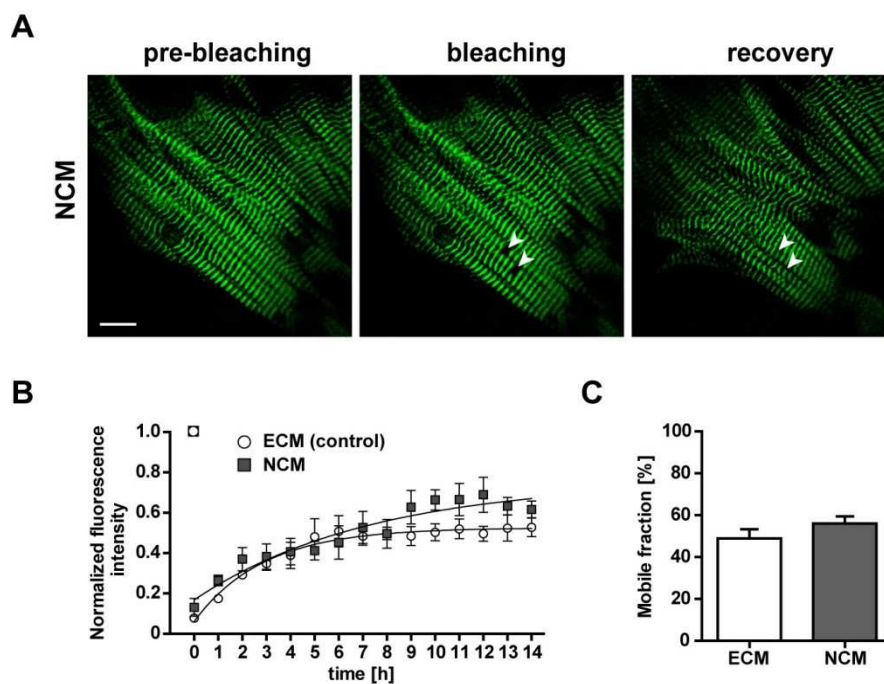 A
pre-bleaching bleaching recovery
NCM
B
Normalized fluorescence
intensity
1.0
0.8
0.6
0.4
0.2
0
ECM (control)
NCM
0 1 2 3 4 5 6 7 8 9 10 11 12 13 14
time [h]
C
Mobile fraction [%]
100
80
60
40
20
0
ECM NCM